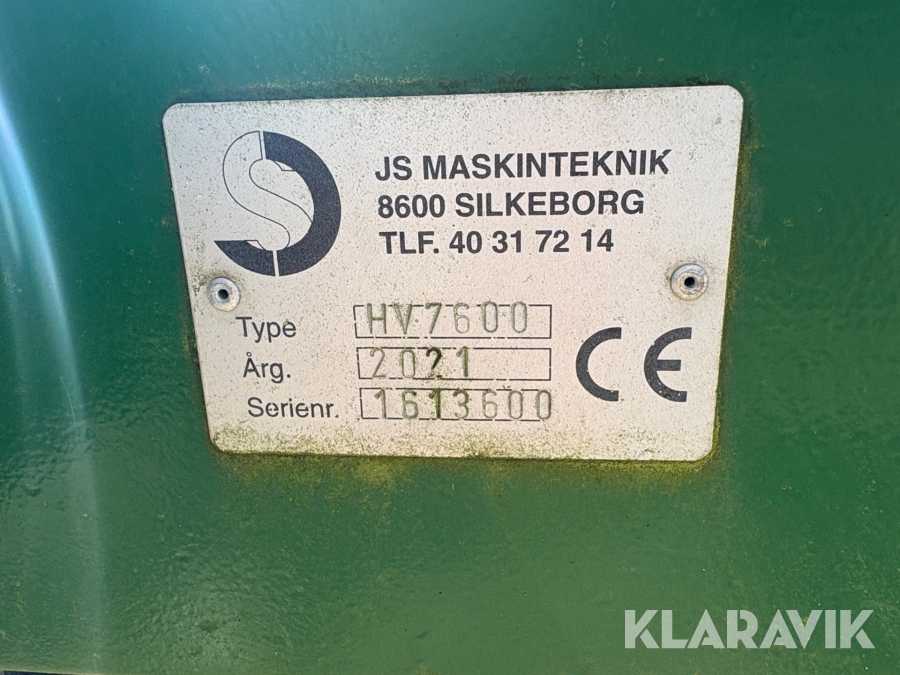 JS MASKINTEKNIK
8600 SILKEBORG
TLF. 40 31 72 14
Type HV7600
Årg. 2021
Serienr. 1613600
CE
KLARAVIK